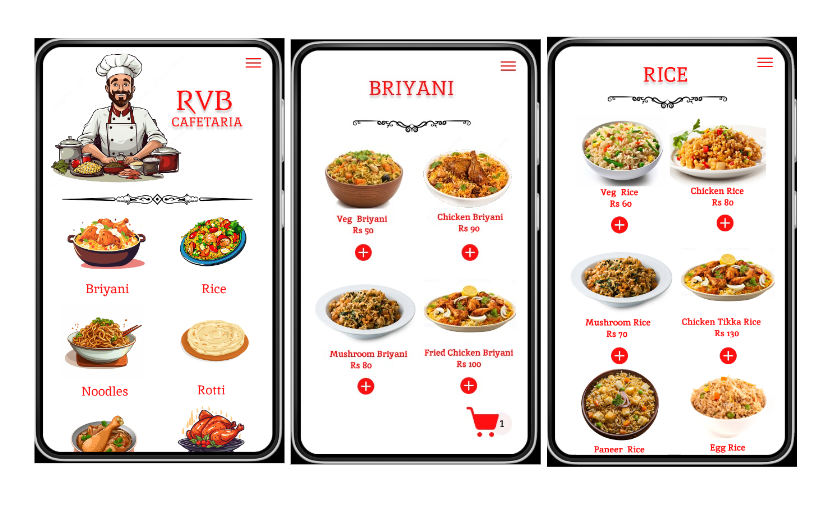 RVB
CAFETARIA
Briyani
Rice
Noodles
Rotti
BRIYANI
Veg Briyani
Rs 50
Chicken Briyani
Rs 90
Mushroom Briyani
Rs 80
Fried Chicken Briyani
Rs 100
1
RICE
Veg Rice
Rs 60
Chicken Rice
Rs 80
Mushroom Rice
Rs 70
Chicken Tikka Rice
Rs 130
Paneer Rice
Egg Rice